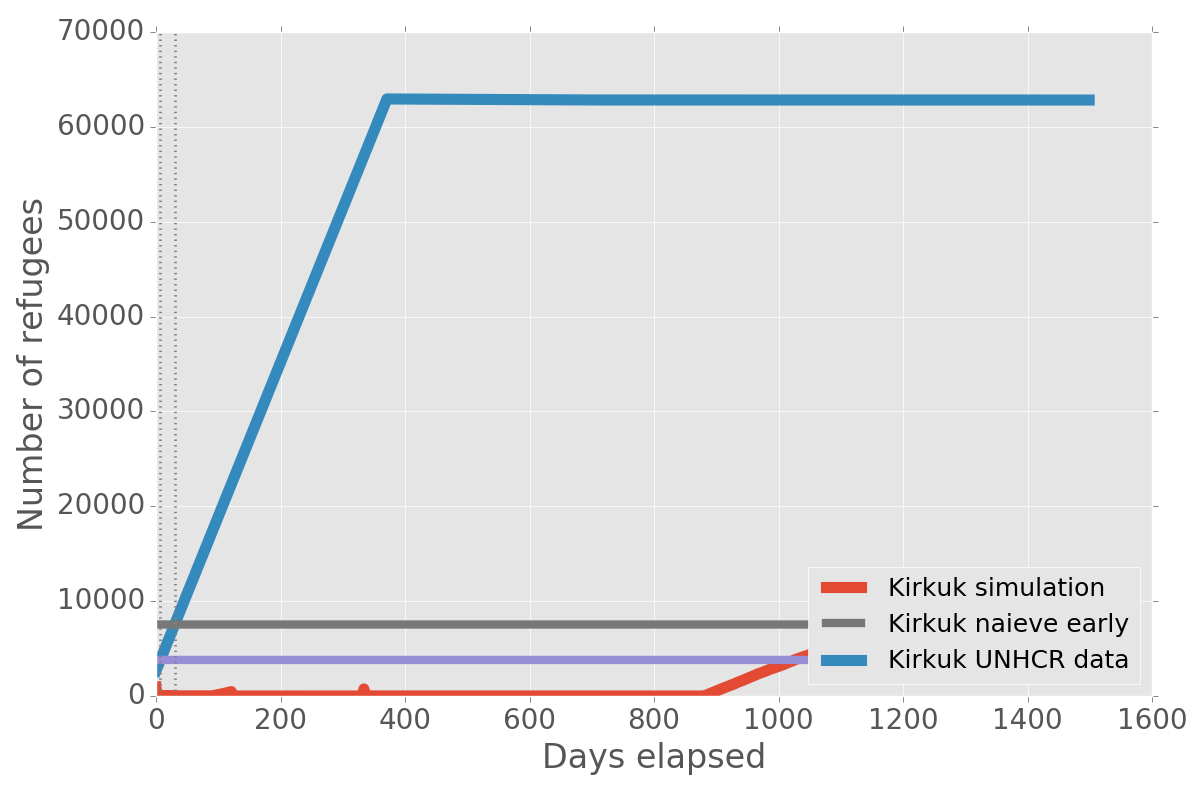 70000
60000
50000
40000
30000
20000
10000
0
Number of refugees
Kirkuk simulation
Kirkuk naieve early
Kirkuk UNHCR data
0 200 400 600 800 1000 1200 1400 1600
Days elapsed